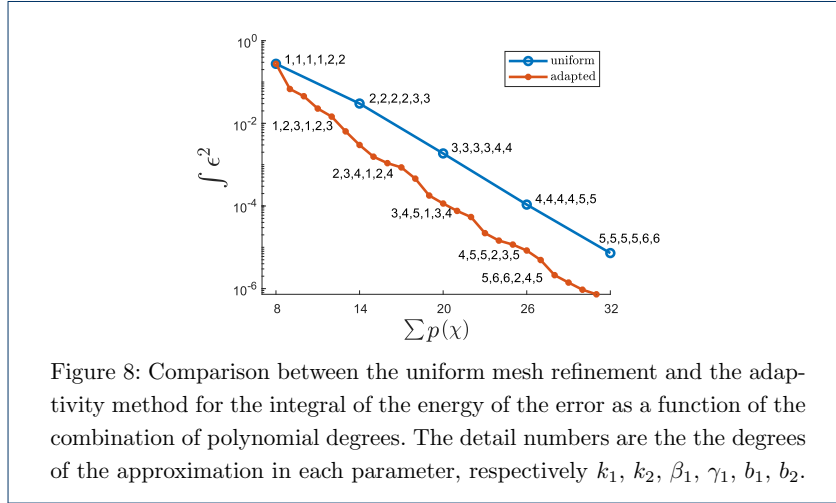 10^0
1,1,1,1,2,2
uniform
adapted
2,2,2,2,3,3
10^-2
1,2,3,1,2,3
3,3,3,3,4,4
∫ ϵ^2
2,3,4,1,2,4
10^-4
4,4,4,4,5,5
3,4,5,1,3,4
5,5,5,5,6,6
4,5,5,2,3,5
5,6,6,2,4,5
10^-6
8 14 20 26 32
∑ p(χ)
Figure 8: Comparison between the uniform mesh refinement and the adap-
tivity method for the integral of the energy of the error as a function of the
combination of polynomial degrees. The detail numbers are the the degrees
of the approximation in each parameter, respectively k_1, k_2, β_1, γ_1, b_1, b_2.